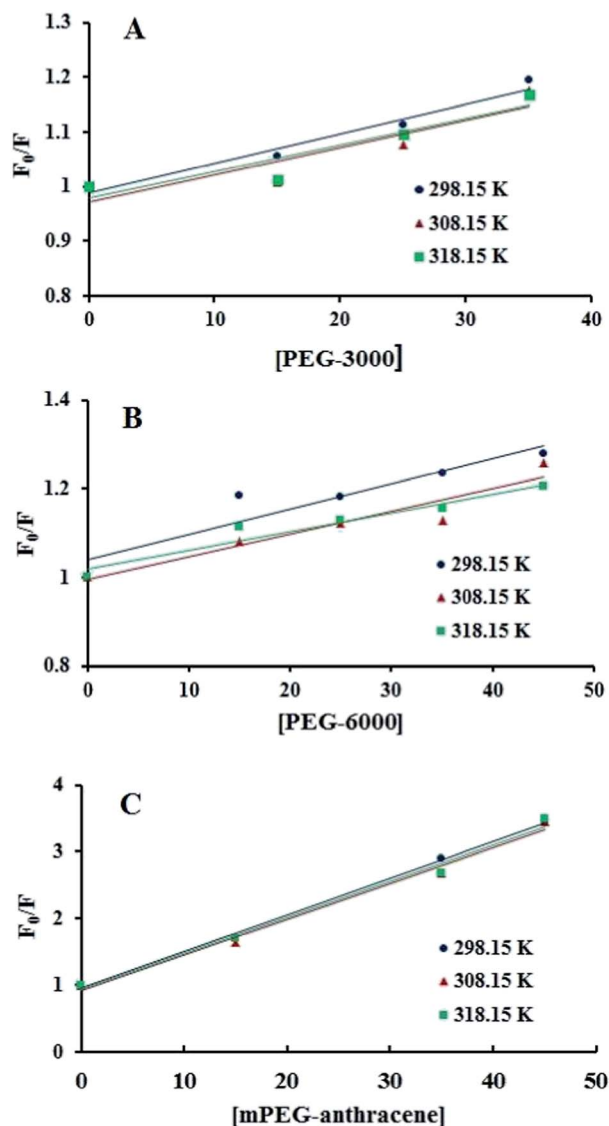 A
F0/F
1.3
1.2
1.1
1
0.9
0.8
298.15 K
308.15 K
318.15 K
0 10 20 30 40
[PEG-3000]
B
F0/F
1.4
1.2
1
0.8
298.15 K
308.15 K
318.15 K
0 10 20 30 40 50
[PEG-6000]
C
F0/F
4
3
2
1
0
298.15 K
308.15 K
318.15 K
0 10 20 30 40 50
[mPEG-anthracene]